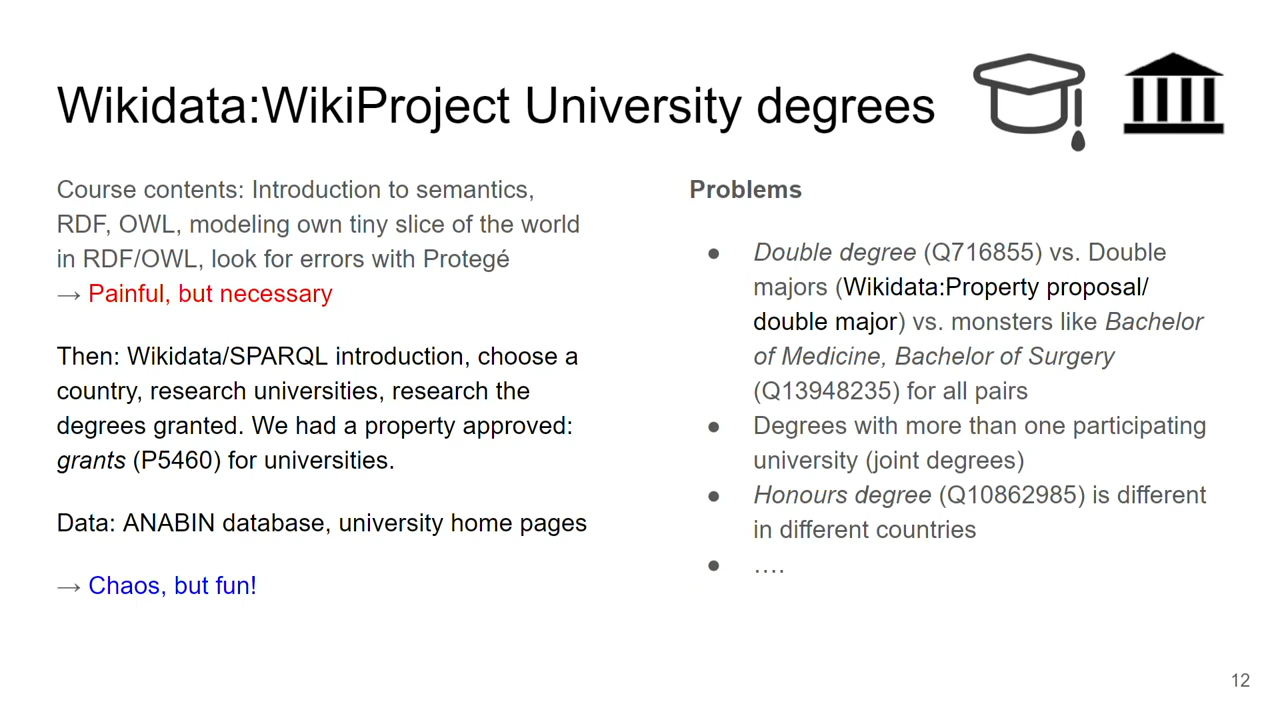 Wikidata:WikiProject University degrees
Course contents: Introduction to semantics,
RDF, OWL, modeling own tiny slice of the world
in RDF/OWL, look for errors with Protegé
→ Painful, but necessary
Then: Wikidata/SPARQL introduction, choose a
country, research universities, research the
degrees granted. We had a property approved:
grants (P5460) for universities.
Data: ANABIN database, university home pages
→ Chaos, but fun!
Problems
● Double degree (Q716855) vs. Double
majors (Wikidata:Property proposal/
double major) vs. monsters like Bachelor
of Medicine, Bachelor of Surgery
(Q13948235) for all pairs
● Degrees with more than one participating
university (joint degrees)
● Honours degree (Q10862985) is different
in different countries
● ….
12